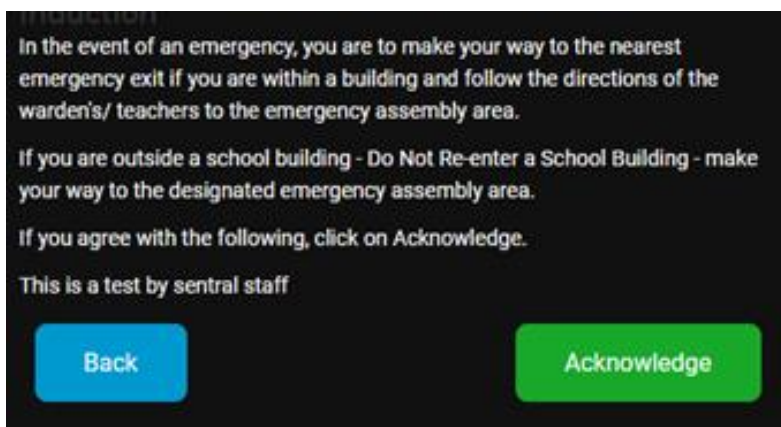 Induction
In the event of an emergency, you are to make your way to the nearest
emergency exit if you are within a building and follow the directions of the
warden's/ teachers to the emergency assembly area.
If you are outside a school building - Do Not Re-enter a School Building - make
your way to the designated emergency assembly area.
If you agree with the following, click on Acknowledge.
This is a test by sentral staff
Back
Acknowledge